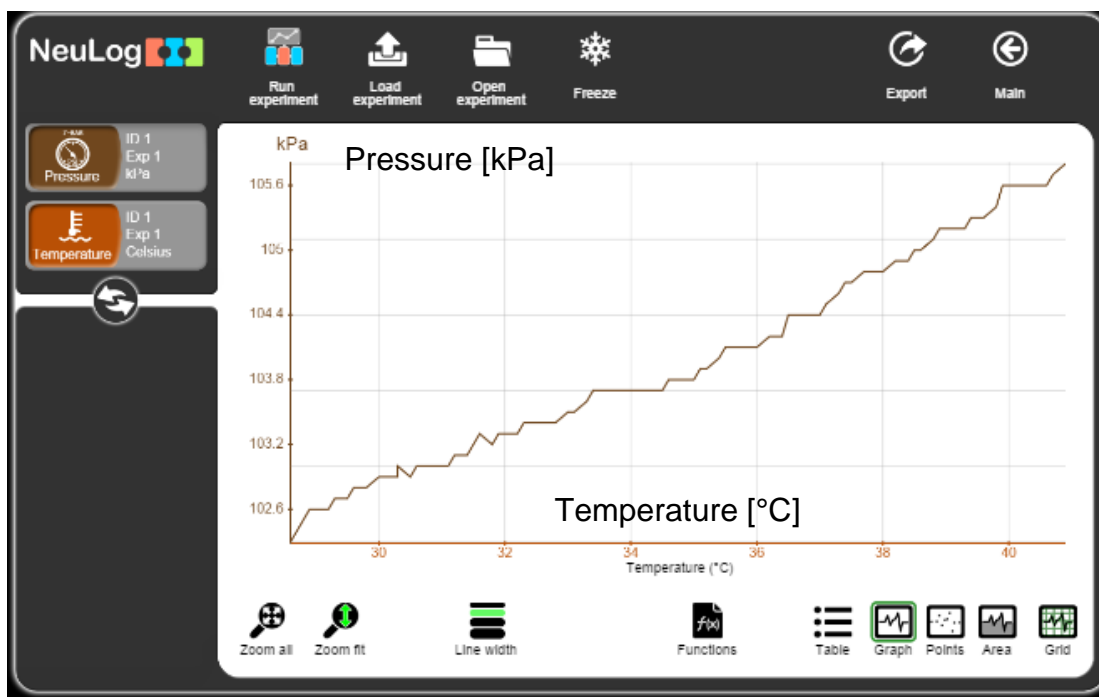 NeuLog
Run experiment
Load experiment
Open experiment
Freeze
Export
Main
Pressure
ID 1
Exp 1
kPa
Temperature
ID 1
Exp 1
Celsius
kPa
Pressure [kPa]
105.6
105
104.4
103.8
103.2
102.6
Temperature [°C]
30 32 34 36 38 40
Temperature (°C)
Zoom all
Zoom fit
Line width
f(x)
Functions
Table
Graph
Points
Area
Grid